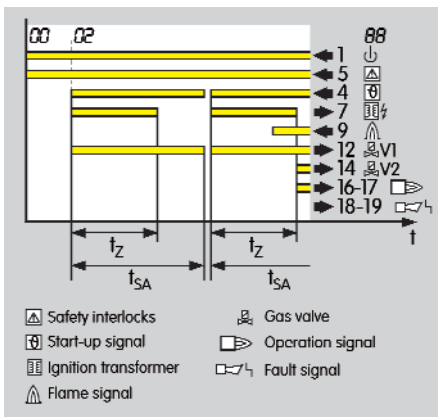 00 02 88
1
5
4
7
9
12 V1
14 V2
16-17
18-19
t
tZ tZ
tSA tSA
Safety interlocks Gas valve
Start-up signal Operation signal
Ignition transformer Fault signal
Flame signal